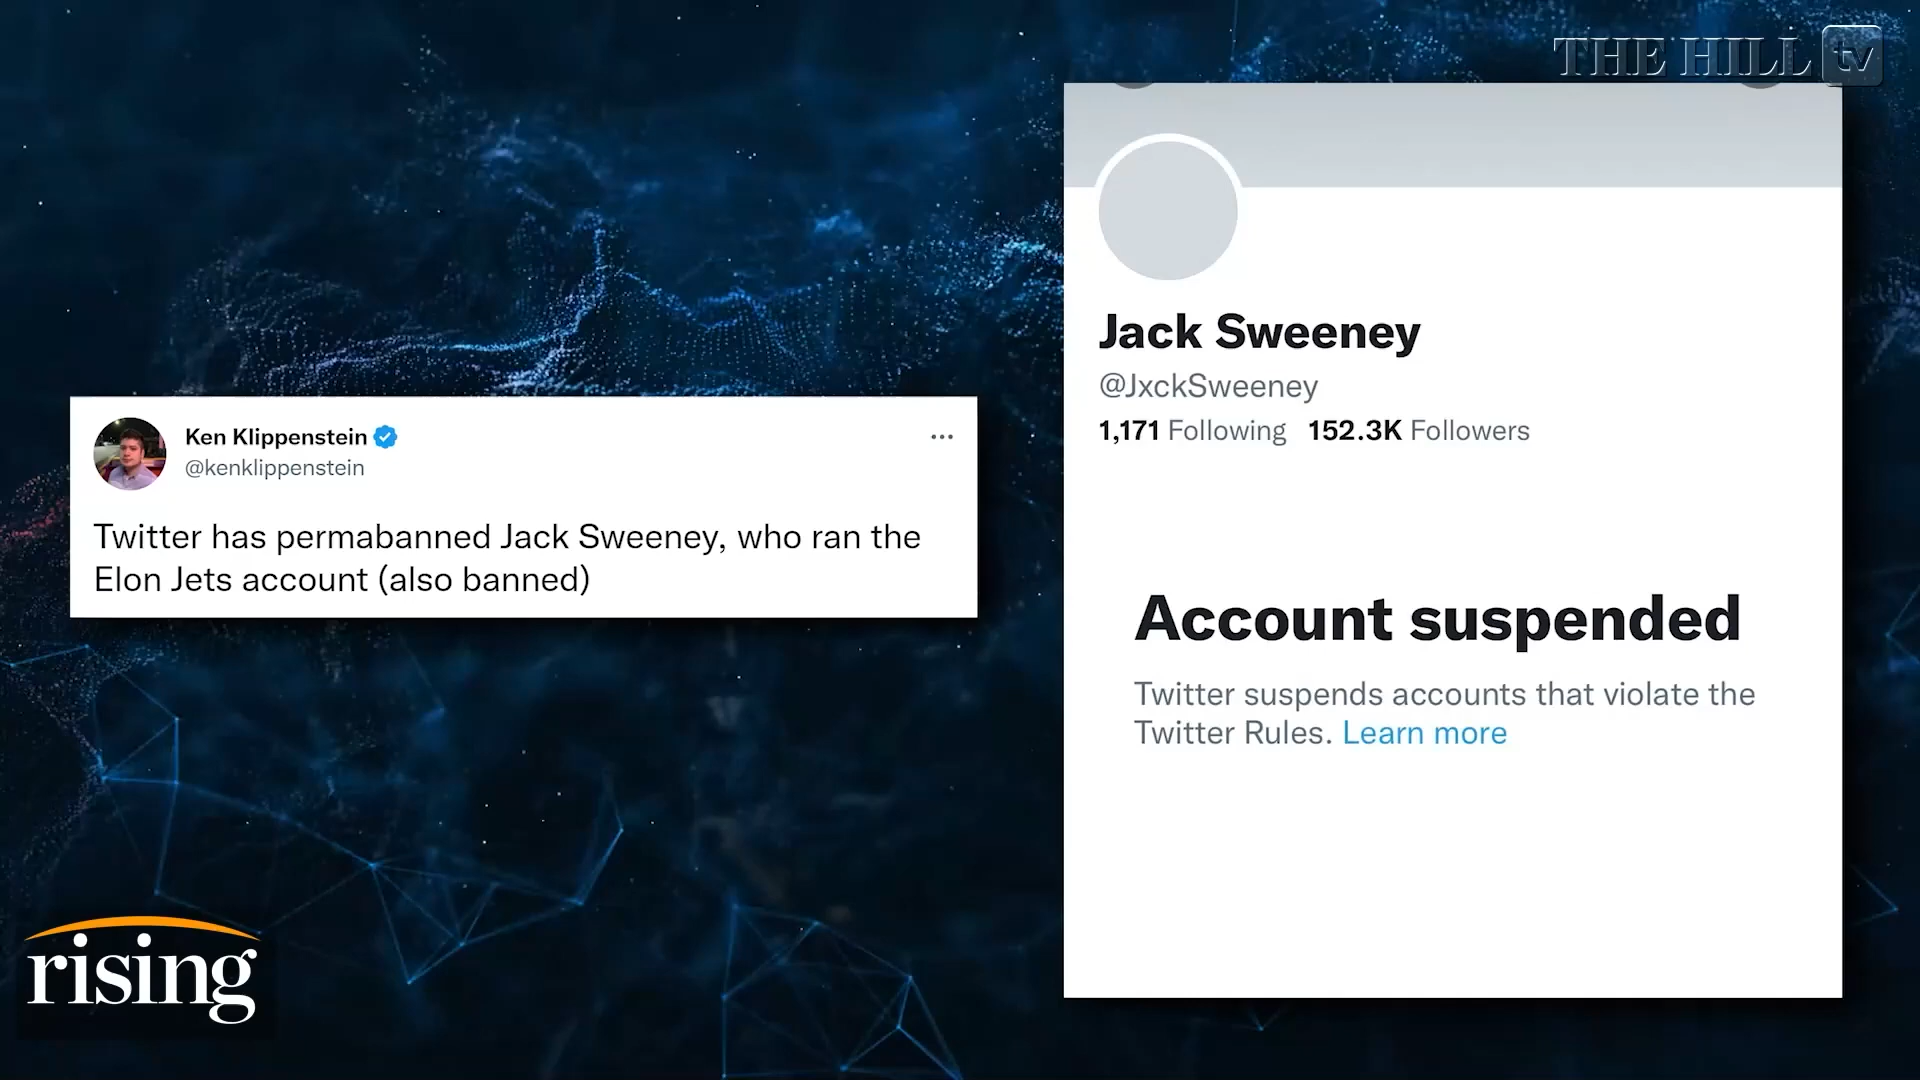 THE HILL tv
Ken Klippenstein
@kenklippenstein
Twitter has permabanned Jack Sweeney, who ran the
Elon Jets account (also banned)
Jack Sweeney
@JxckSweeney
1,171 Following 152.3K Followers
Account suspended
Twitter suspends accounts that violate the
Twitter Rules. Learn more
rising